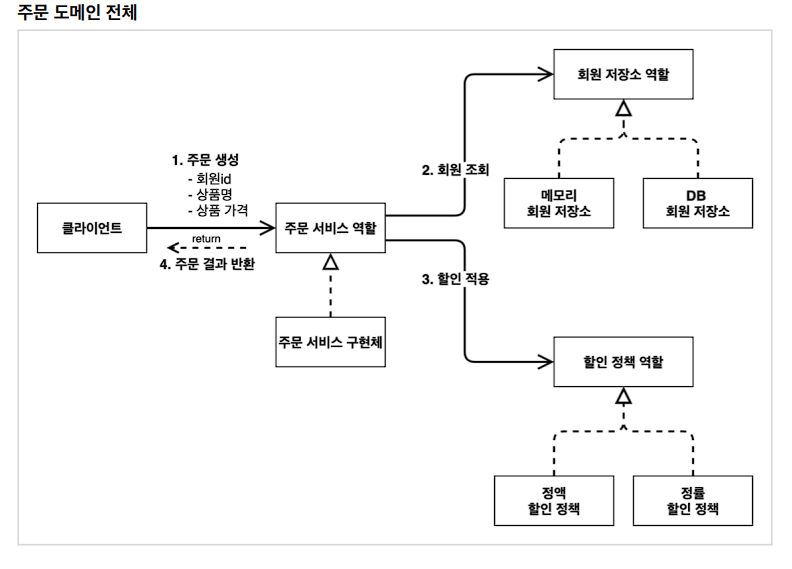 주문 도메인 전체
회원 저장소 역할
1. 주문 생성
- 회원id
- 상품명
- 상품 가격
2. 회원 조회
메모리
회원 저장소
DB
회원 저장소
클라이언트
주문 서비스 역할
return
4. 주문 결과 반환
3. 할인 적용
주문 서비스 구현체
할인 정책 역할
정액
할인 정책
정률
할인 정책